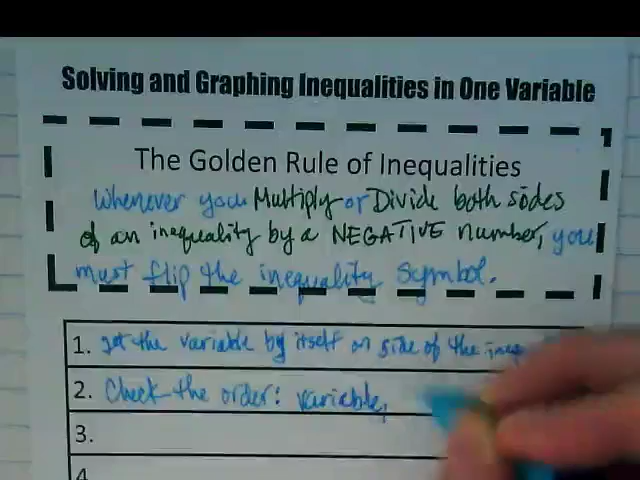 Solving and Graphing Inequalities in One Variable
The Golden Rule of Inequalities
Whenever you Multiply or Divide both sides
of an inequality by a NEGATIVE number, you
must flip the inequality symbol.
1. Get the variable by itself on side of the
2. Check the order: variable,
3.
4